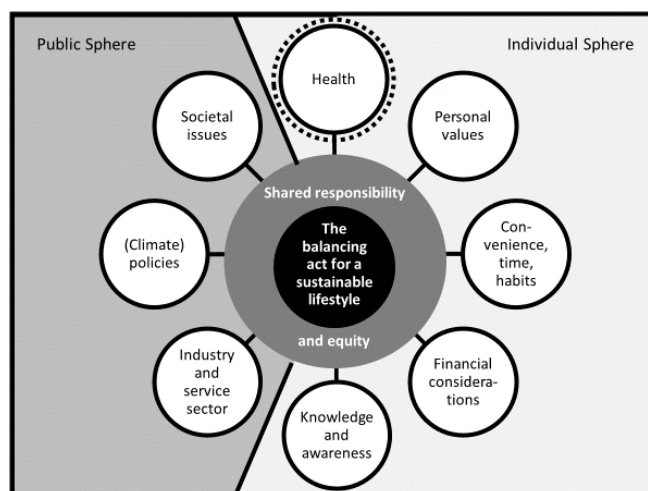 Public Sphere
Individual Sphere
Health
Societal
issues
Personal
values
Shared responsibility
The
balancing
act for a
sustainable
lifestyle
(Climate)
policies
Con-
venience,
time,
habits
and equity
Industry
and
service
sector
Financial
considera-
tions
Knowledge
and
awareness